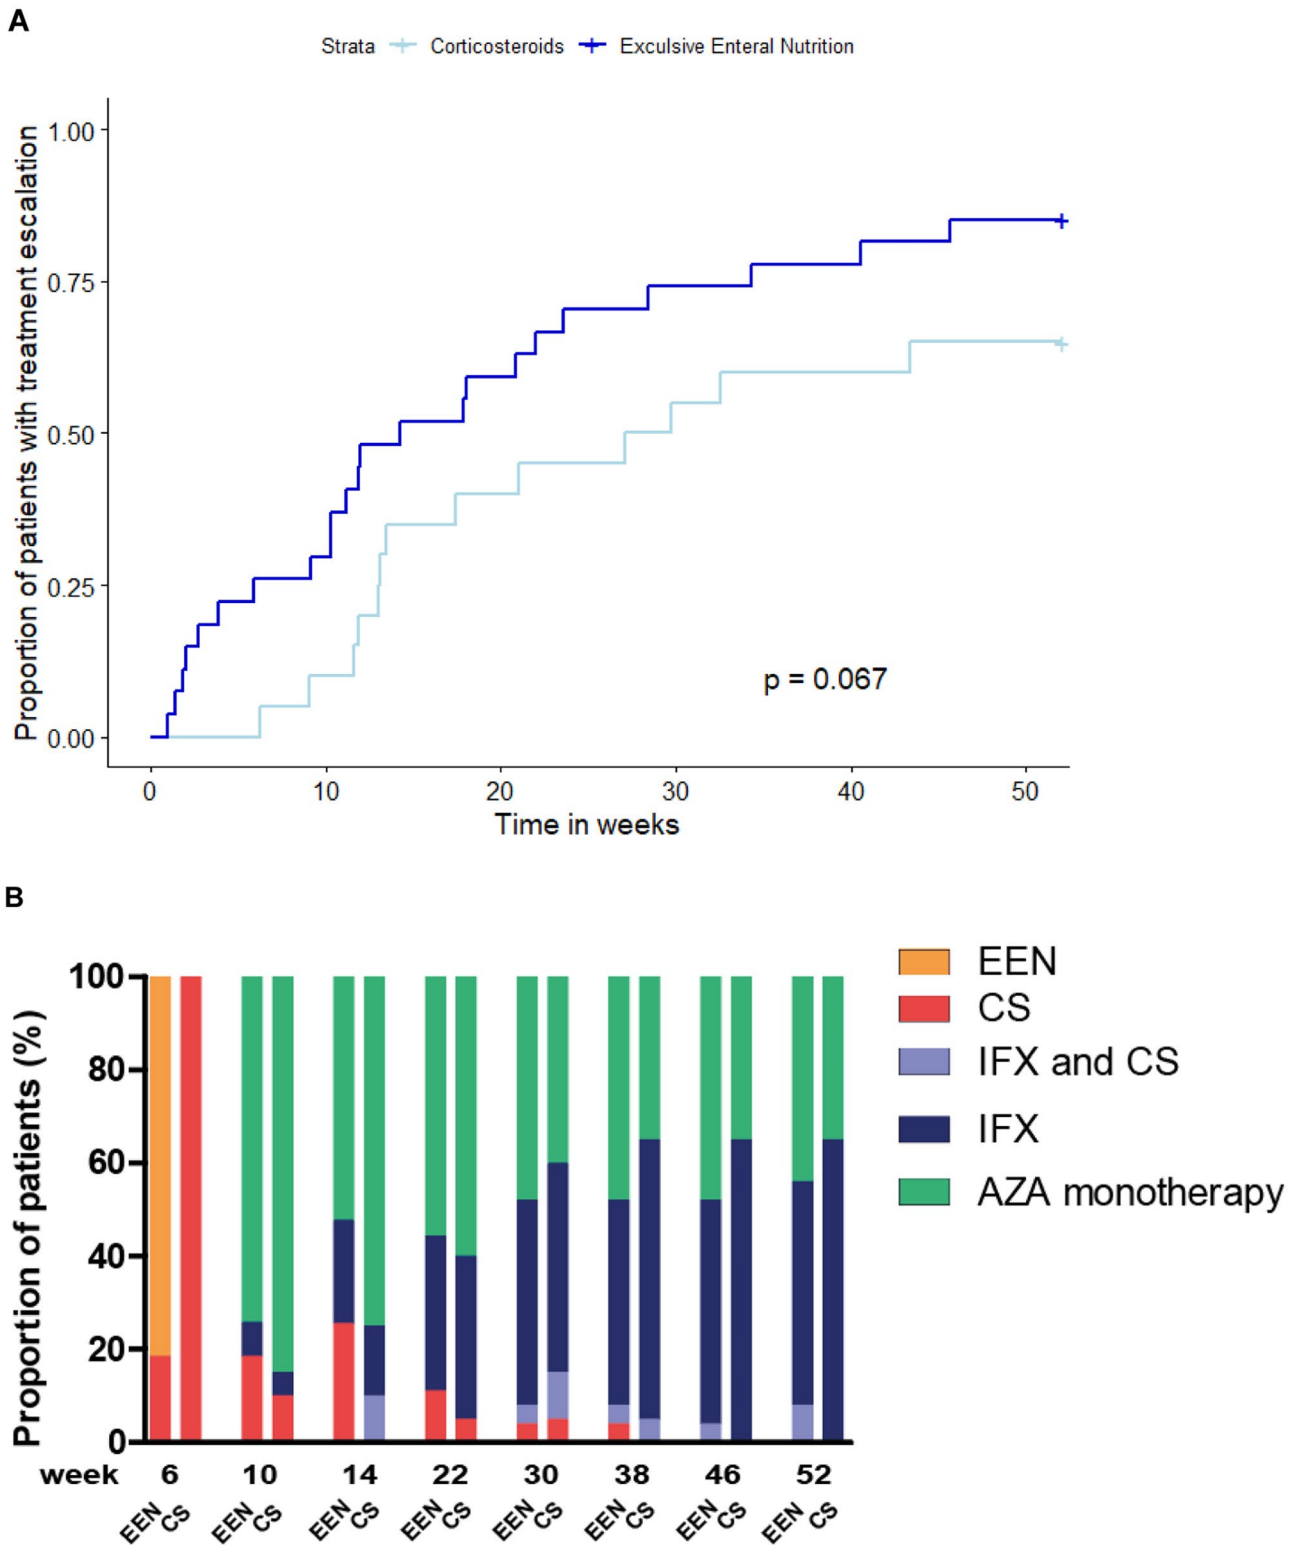 A
Strata Corticosteroids Exculsive Enteral Nutrition
Proportion of patients with treatment escalation
1.00
0.75
0.50
0.25
0.00
p = 0.067
0 10 20 30 40 50
Time in weeks
B
Proportion of patients (%)
100
80
60
40
20
0
week 6 10 14 22 30 38 46 52
EEN CS EEN CS EEN CS EEN CS EEN CS EEN CS EEN CS EEN CS
EEN
CS
IFX and CS
IFX
AZA monotherapy